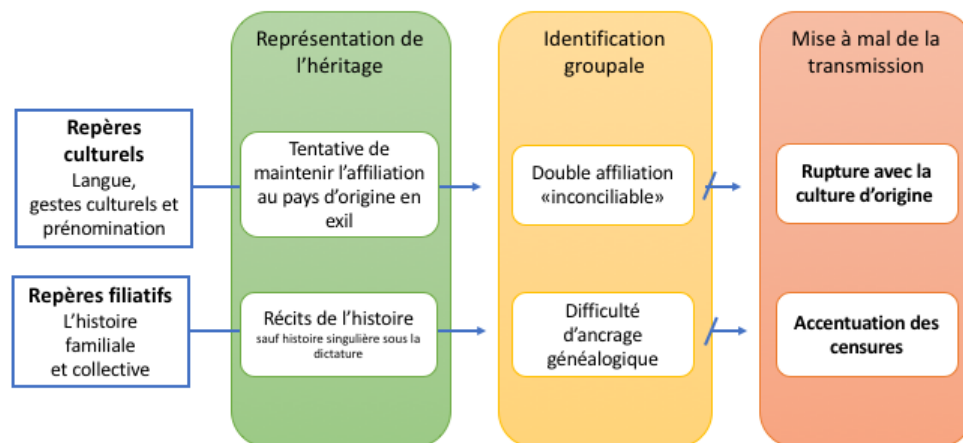 Représentation de
l’héritage
Identification
groupale
Mise à mal de la
transmission
Repères
culturels
Langue,
gestes culturels et
prénomination
Tentative de
maintenir l’affiliation
au pays d’origine en
exil
Double affiliation
«inconciliable»
Rupture avec la
culture d’origine
Repères filiatifs
L’histoire
familiale
et collective
Récits de l’histoire
sauf histoire singulière sous la
dictature
Difficulté
d’ancrage
généalogique
Accentuation des
censures